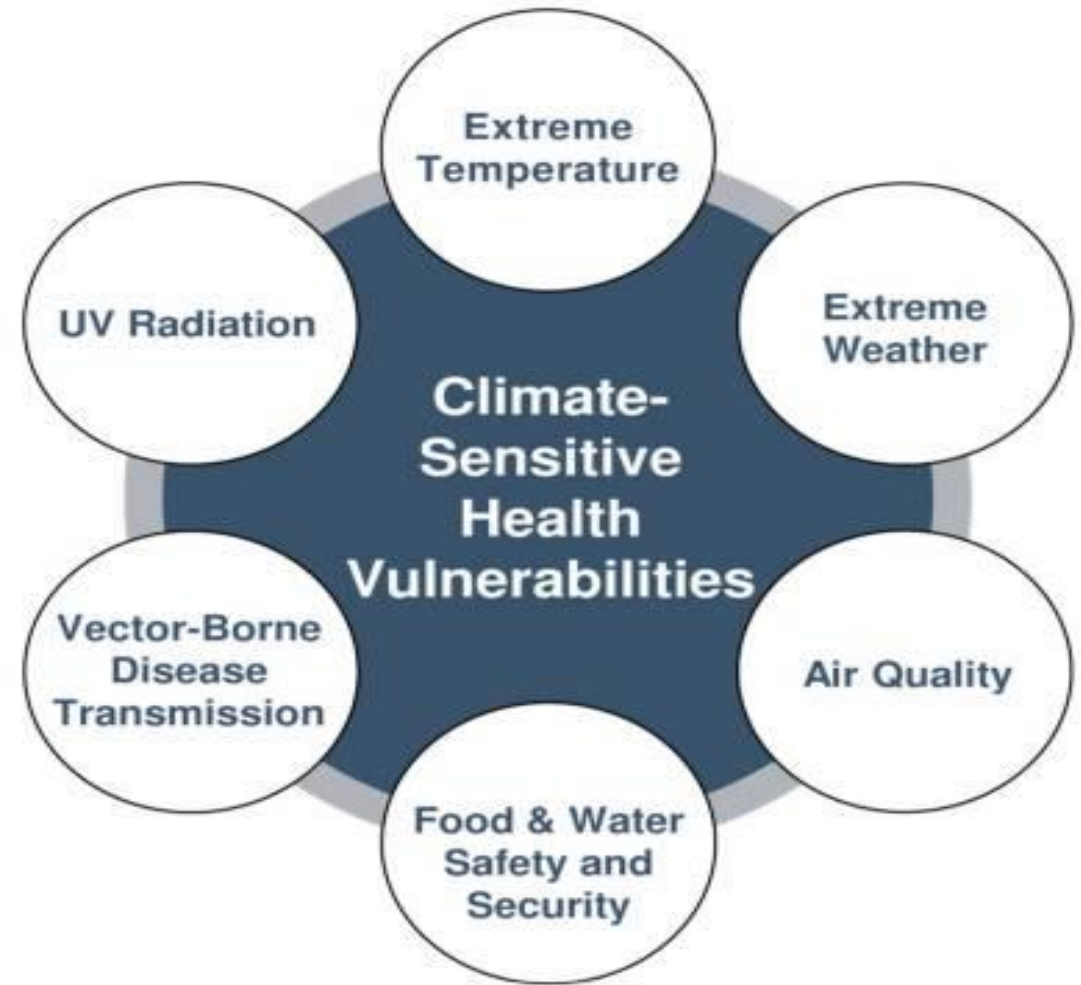 Extreme
Temperature
Extreme
Weather
Air Quality
Food & Water
Safety and
Security
Vector-Borne
Disease
Transmission
UV Radiation
Climate-
Sensitive
Health
Vulnerabilities